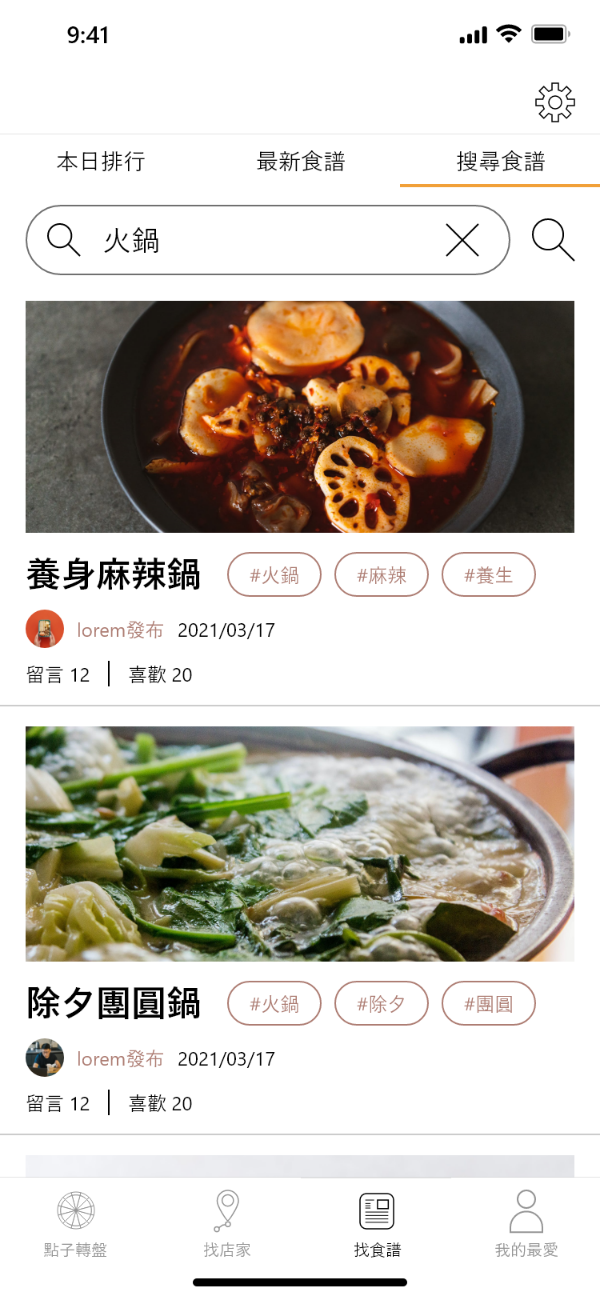 9:41
本日排行 最新食譜 搜尋食譜
火鍋
養身麻辣鍋 #火鍋 #麻辣 #養生
lorem發布 2021/03/17
留言 12 | 喜歡 20
除夕團圓鍋 #火鍋 #除夕 #團圓
lorem發布 2021/03/17
留言 12 | 喜歡 20
點子轉盤 找店家 找食譜 我的最愛